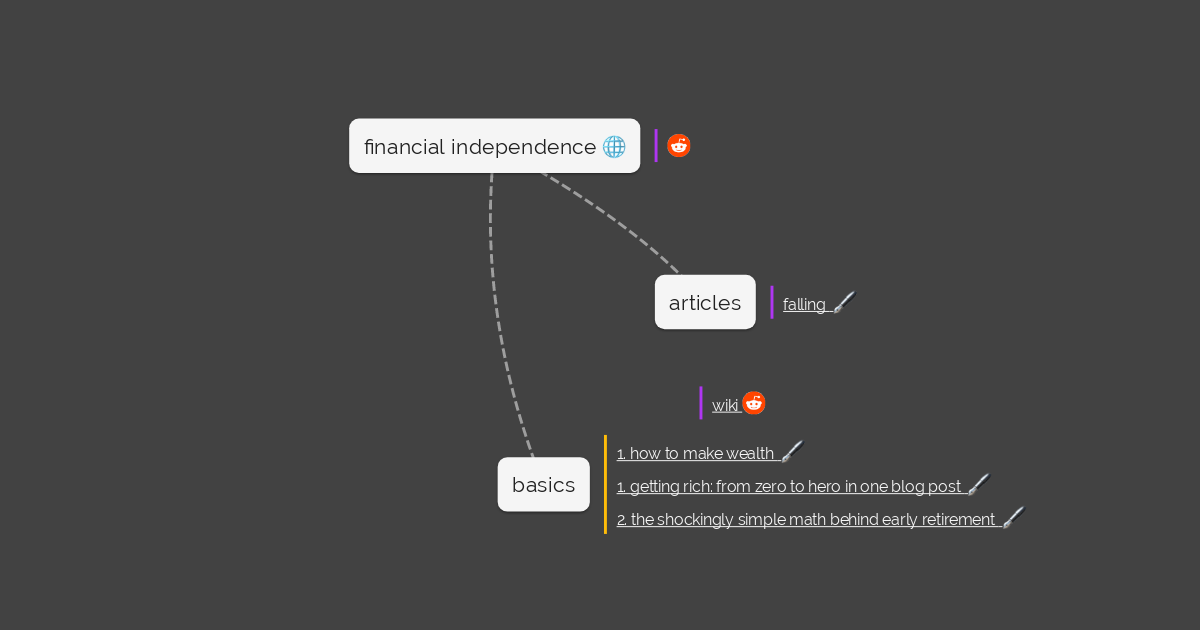 financial independence
articles
falling
wiki
basics
1. how to make wealth
1. getting rich: from zero to hero in one blog post
2. the shockingly simple math behind early retirement